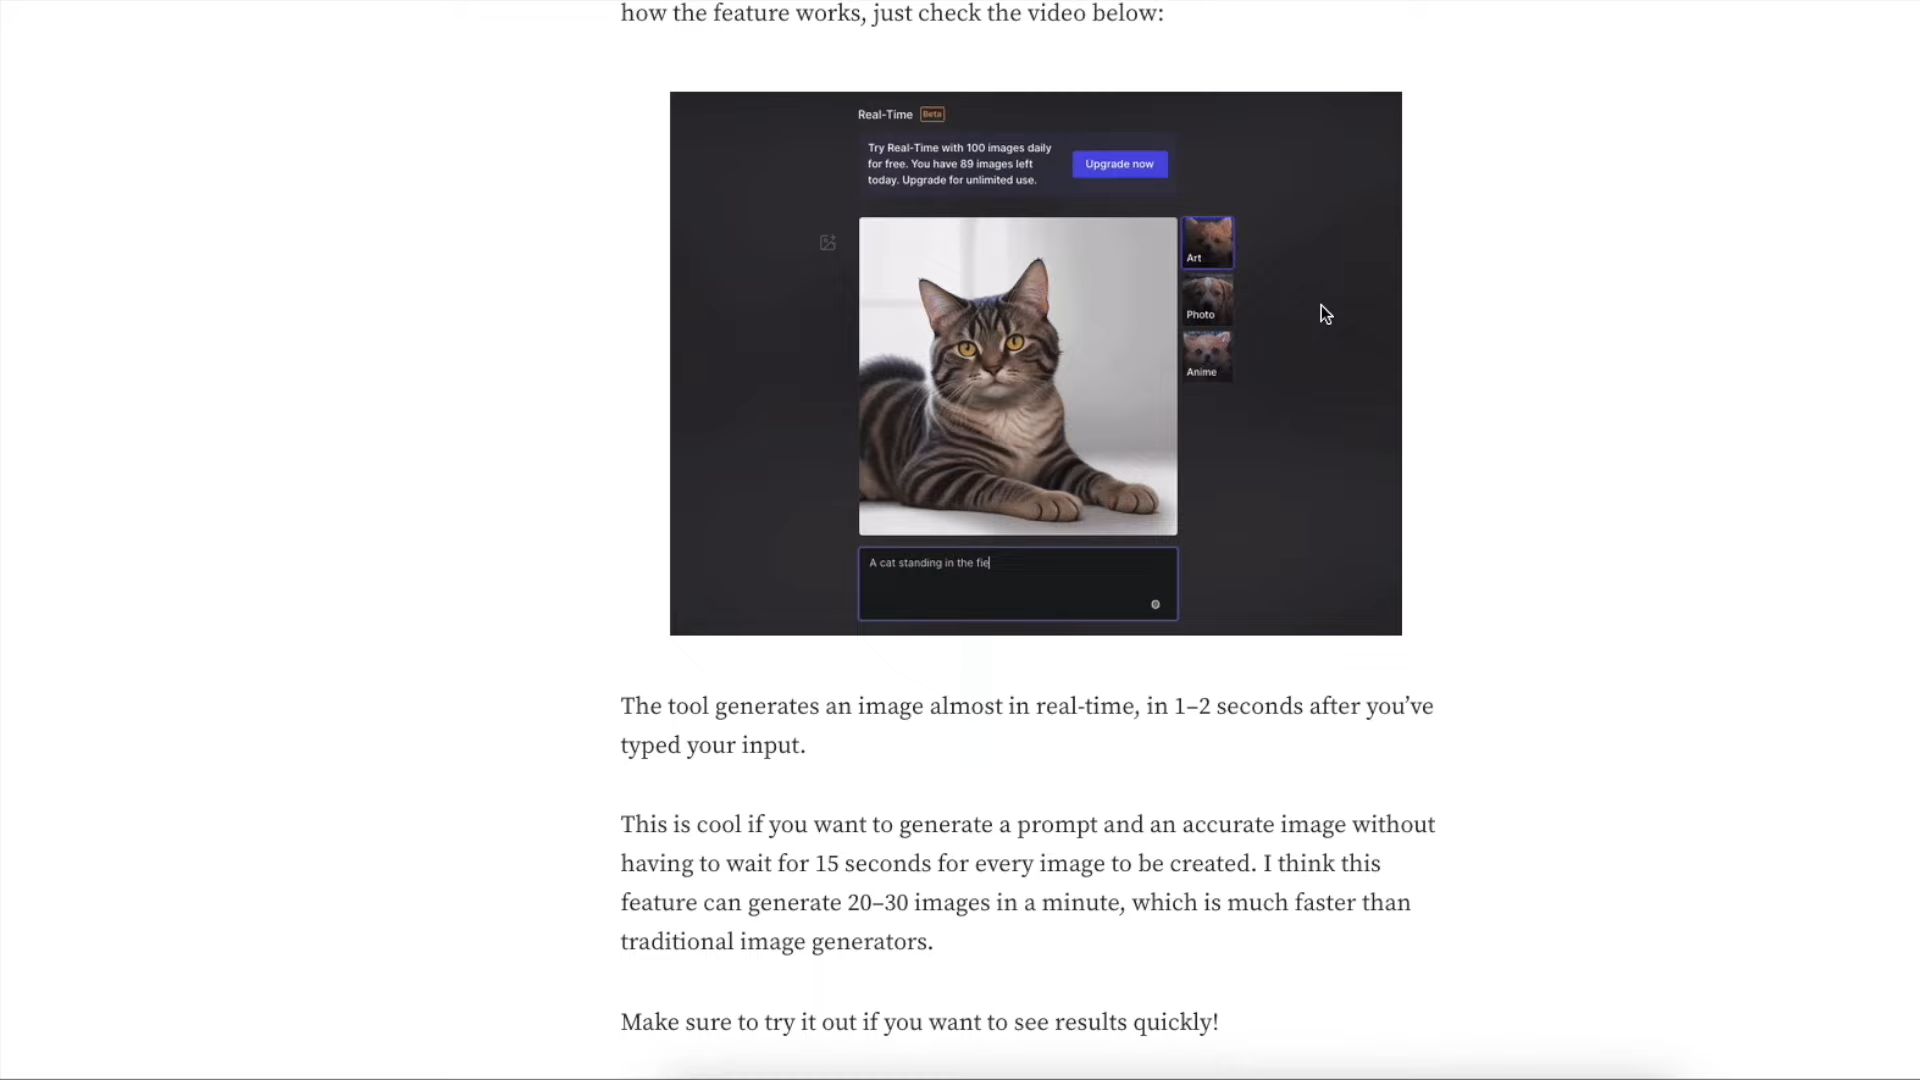 how the feature works, just check the video below:
Real-Time Beta
Try Real-Time with 100 images daily
for free. You have 89 images left
today. Upgrade for unlimited use.
Upgrade now
Art
Photo
Anime
A cat standing in the fie
The tool generates an image almost in real-time, in 1–2 seconds after you’ve
typed your input.
This is cool if you want to generate a prompt and an accurate image without
having to wait for 15 seconds for every image to be created. I think this
feature can generate 20–30 images in a minute, which is much faster than
traditional image generators.
Make sure to try it out if you want to see results quickly!